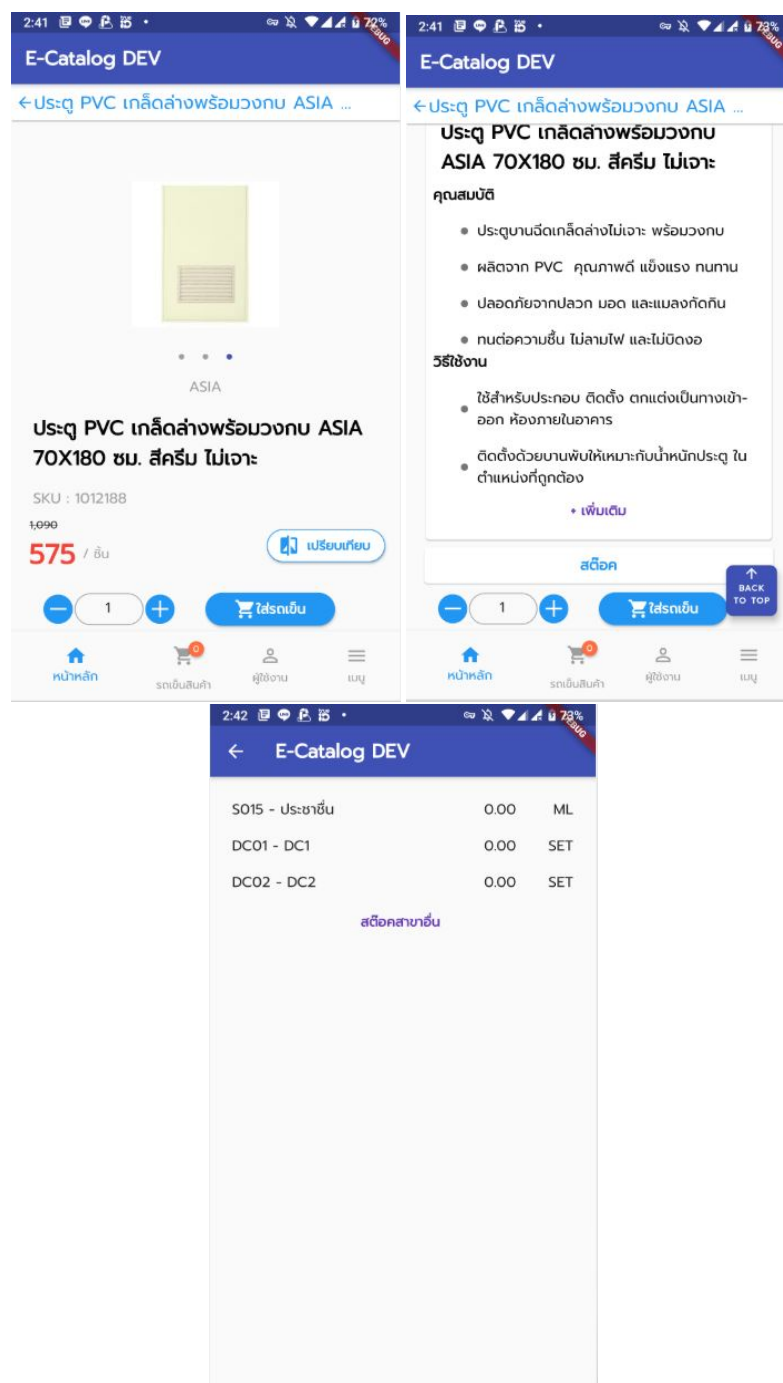 2:41
72%
DEBUG
E-Catalog DEV
←ประตู PVC เกล็ดล่างพร้อมวงกบ ASIA ...
ASIA
ประตู PVC เกล็ดล่างพร้อมวงกบ ASIA
70X180 ซม. สีครีม ไม่เจาะ
SKU : 1012188
1,090
575 / ชิ้น
เปรียบเทียบ
1
ใส่รถเข็น
0
หน้าหลัก
รถเข็นสินค้า
ผู้ใช้งาน
เมนู
2:41
73%
DEBUG
E-Catalog DEV
←ประตู PVC เกล็ดล่างพร้อมวงกบ ASIA ...
ประตู PVC เกล็ดล่างพร้อมวงกบ
ASIA 70X180 ซม. สีครีม ไม่เจาะ
คุณสมบัติ
• ประตูบานฉีดเกล็ดล่างไม่เจาะ พร้อมวงกบ
• ผลิตจาก PVC คุณภาพดี แข็งแรง ทนทาน
• ปลอดภัยจากปลวก มอด และแมลงกัดกิน
• ทนต่อความชื้น ไม่ลามไฟ และไม่บิดงอ
วิธีใช้งาน
• ใช้สำหรับประกอบ ติดตั้ง ตกแต่งเป็นทางเข้า-
ออก ห้องภายในอาคาร
• ติดตั้งด้วยบานพับให้เหมาะกับน้ำหนักประตู ใน
ตำแหน่งที่ถูกต้อง
+ เพิ่มเติม
สต๊อค
BACK
TO TOP
1
ใส่รถเข็น
0
หน้าหลัก
รถเข็นสินค้า
ผู้ใช้งาน
เมนู
2:42
73%
DEBUG
← E-Catalog DEV
S015 - ประชาชื่น 0.00 ML
DC01 - DC1 0.00 SET
DC02 - DC2 0.00 SET
สต๊อคสาขาอื่น